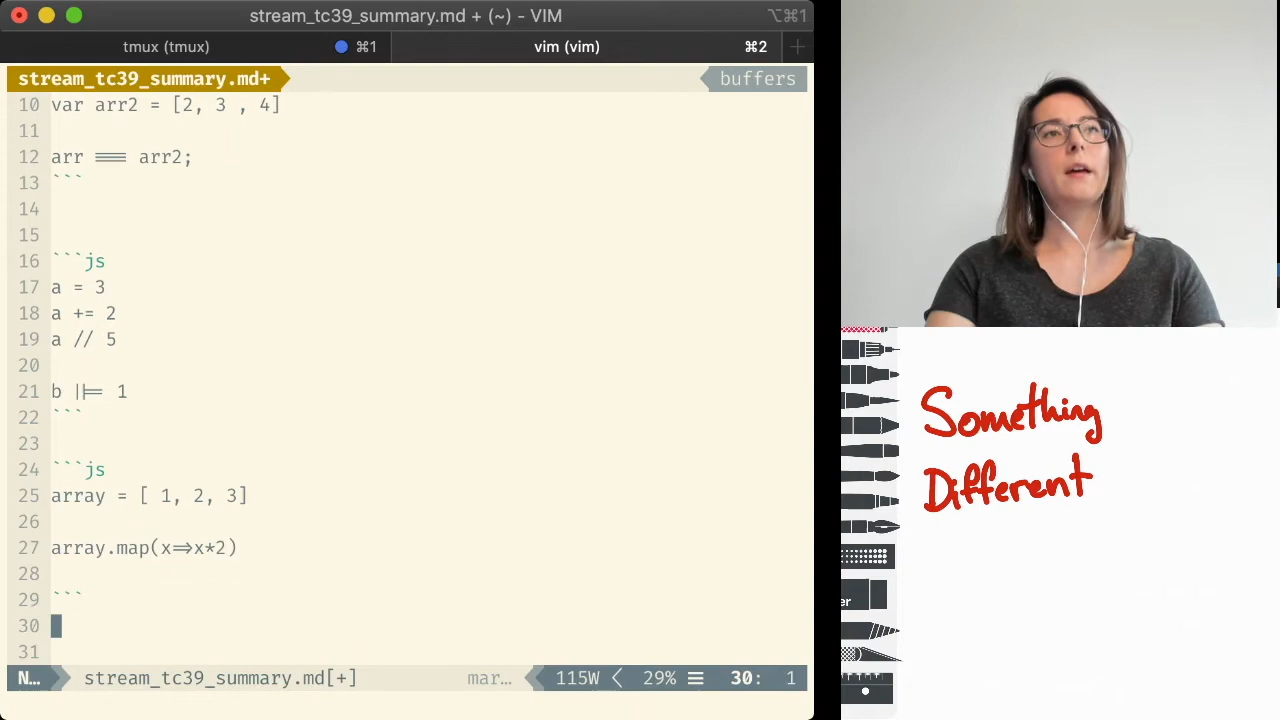 stream_tc39_summary.md + (~) - VIM
⌥⌘1
tmux (tmux)
⌘1
vim (vim)
⌘2
stream_tc39_summary.md+
buffers
10 var arr2 = [2, 3 , 4]
11
12 arr === arr2;
13 ```
14
15
16 ```js
17 a = 3
18 a += 2
19 a // 5
20
21 b ||= 1
22 ```
23
24 ```js
25 array = [ 1, 2, 3]
26
27 array.map(x=>x*2)
28
29 ```
30
31
N... stream_tc39_summary.md[+] mar... 115W 29% ☰ 30: 1
Something
Different
er